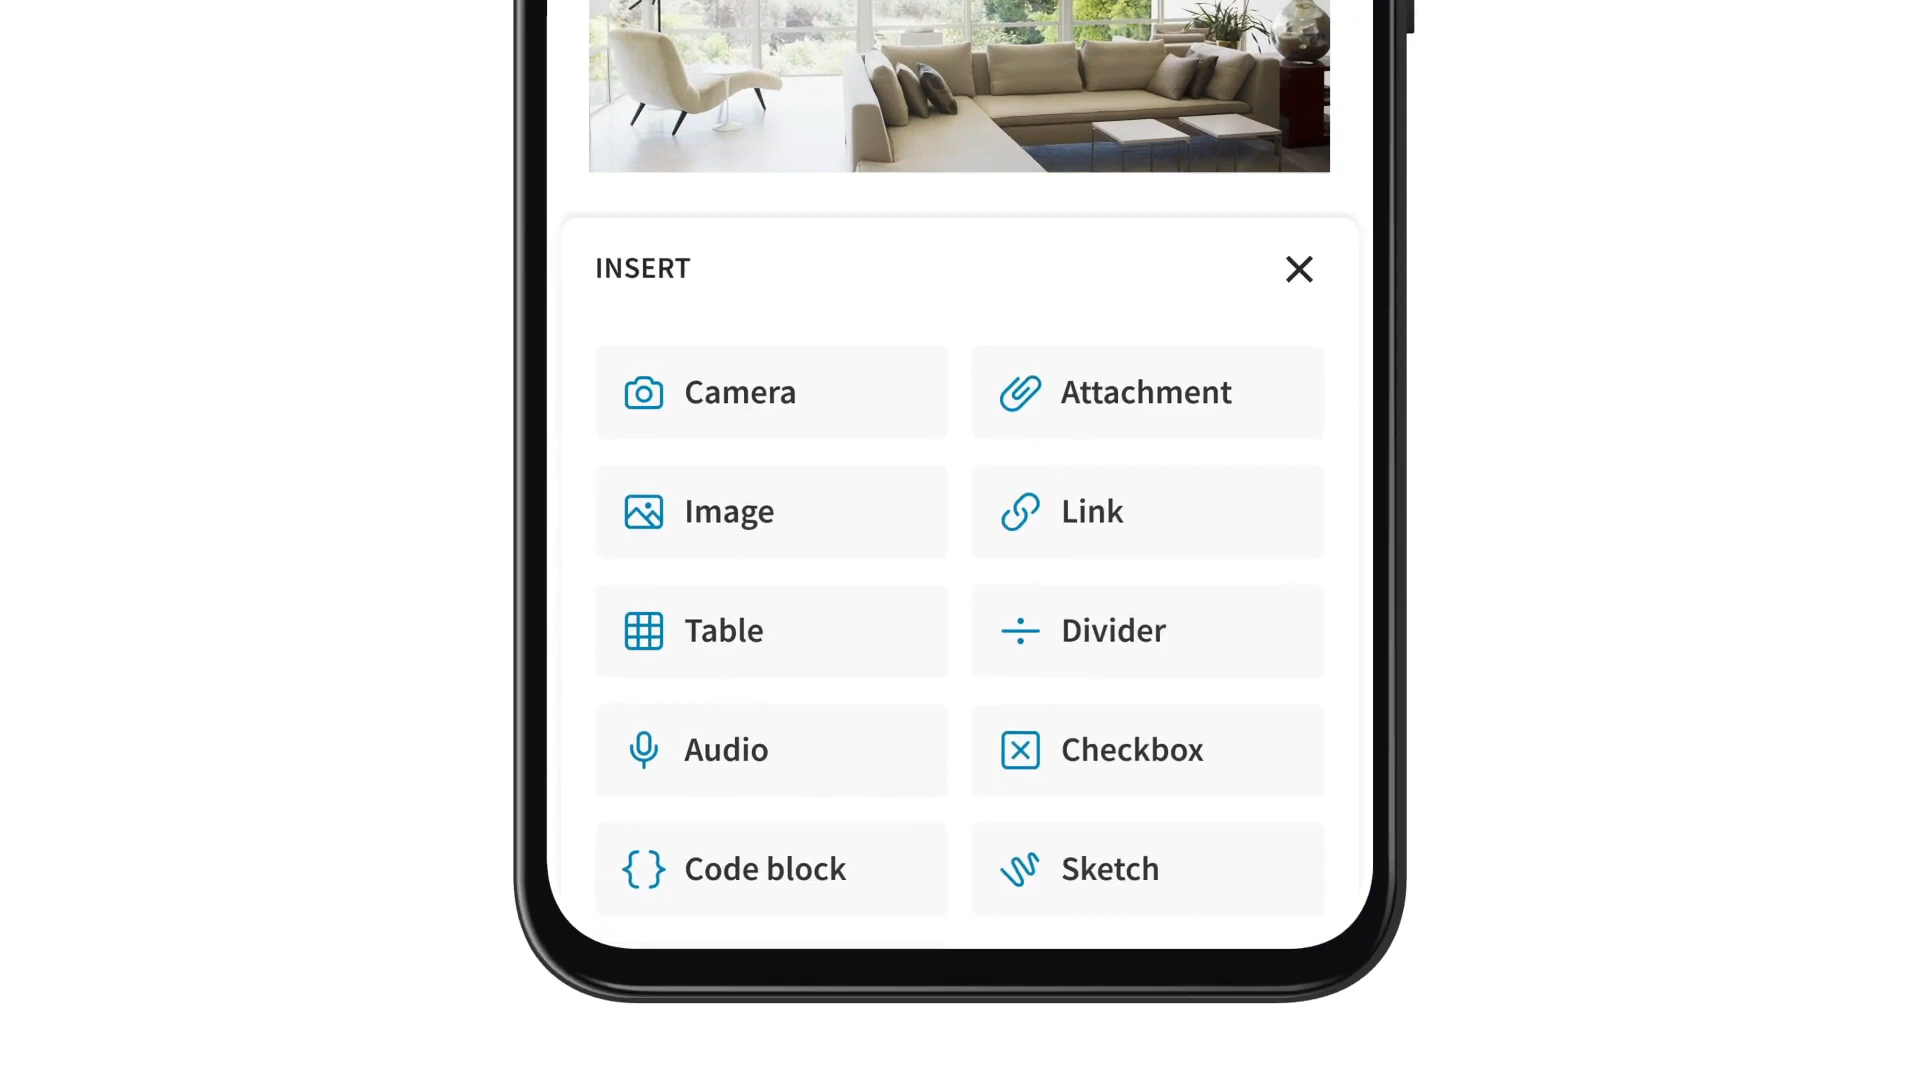 INSERT
Camera
Attachment
Image
Link
Table
Divider
Audio
Checkbox
Code block
Sketch